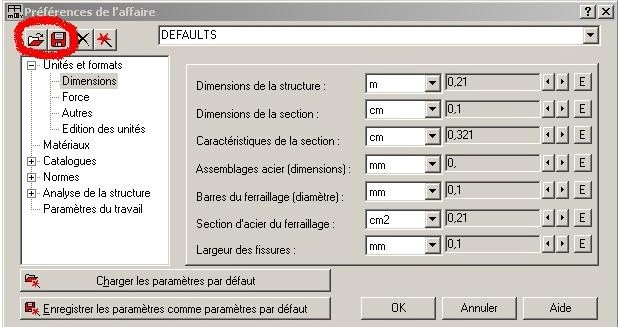 Préférences de l'affaire
DEFAULTS
Unités et formats
Dimensions
Force
Autres
Edition des unités
Matériaux
Catalogues
Normes
Analyse de la structure
Paramètres du travail
Dimensions de la structure : m 0,21 E
Dimensions de la section : cm 0,1 E
Caractéristiques de la section : cm 0,321 E
Assemblages acier (dimensions) : mm 0, E
Barres du ferraillage (diamètre) : mm 0,1 E
Section d'acier du ferraillage : cm2 0,21 E
Largeur des fissures : mm 0,1 E
Charger les paramètres par défaut
Enregistrer les paramètres comme paramètres par défaut
OK Annuler Aide